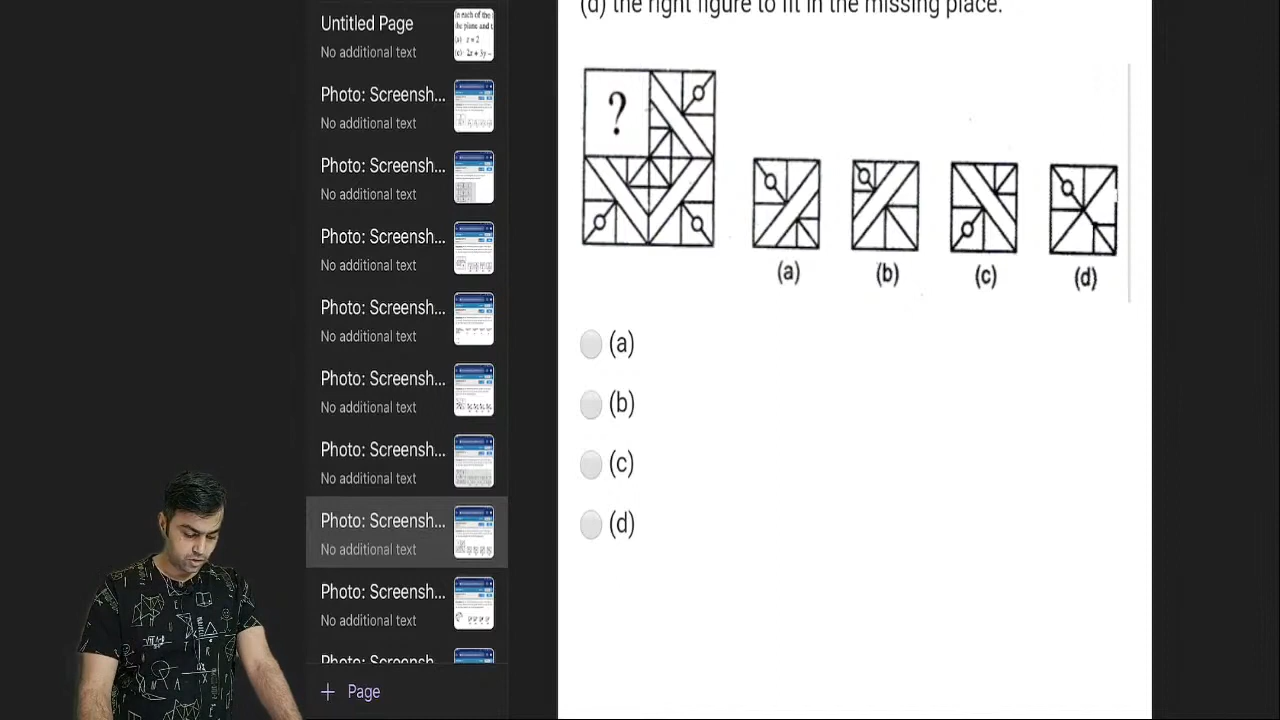 Untitled Page
No additional text
Photo: Screensh...
No additional text
Photo: Screensh...
No additional text
Photo: Screensh...
No additional text
Photo: Screensh...
No additional text
Photo: Screensh...
No additional text
Photo: Screensh...
No additional text
Photo: Screensh...
No additional text
Photo: Screensh...
No additional text
Photo: Screensh...
+ Page
(d) the right figure to fit in the missing place.
?
(a) (b) (c) (d)
(a)
(b)
(c)
(d)